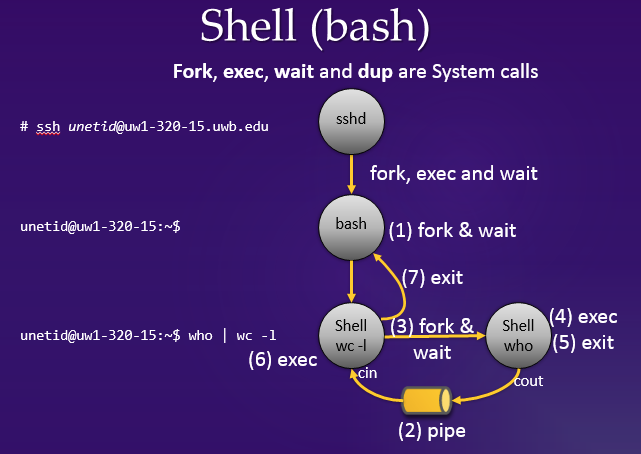 Shell (bash)
Fork, exec, wait and dup are System calls
sshd
# ssh unetid@uw1-320-15.uwb.edu
fork, exec and wait
bash
unetid@uw1-320-15:~$
(1) fork & wait
(7) exit
Shell
wc -l
(3) fork &
wait
Shell
who
(4) exec
(5) exit
unetid@uw1-320-15:~$ who | wc -l
(6) exec
cin
cout
(2) pipe